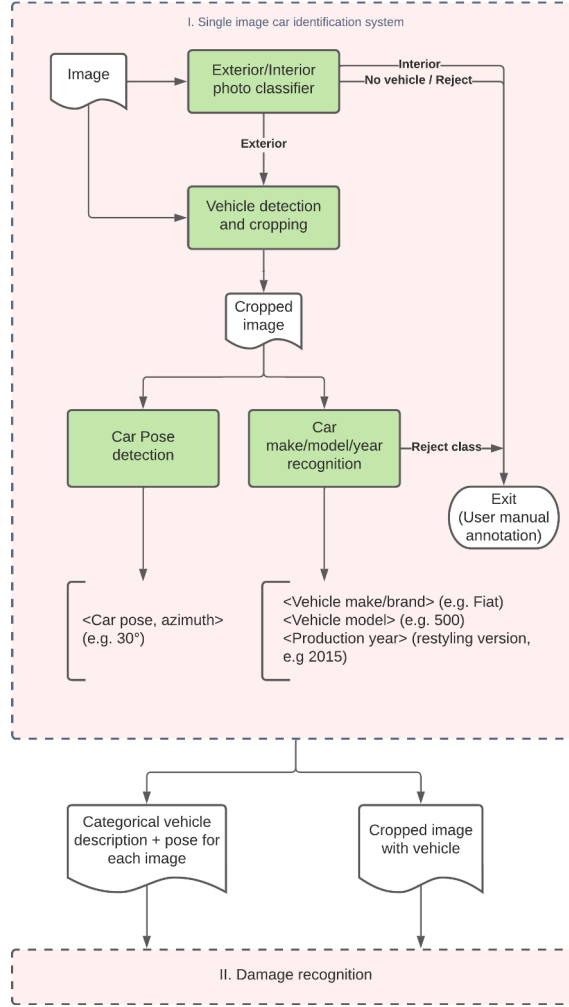 I. Single image car identification system
Image
Exterior/Interior
photo classifier
Interior
No vehicle / Reject
Exterior
Vehicle detection
and cropping
Cropped
image
Car Pose
detection
Car
make/model/year
recognition
Reject class
Exit
(User manual
annotation)
<Car pose, azimuth>
(e.g. 30°)
<Vehicle make/brand> (e.g. Fiat)
<Vehicle model> (e.g. 500)
<Production year> (restyling version,
e.g 2015)
Categorical vehicle
description + pose for
each image
Cropped image
with vehicle
II. Damage recognition